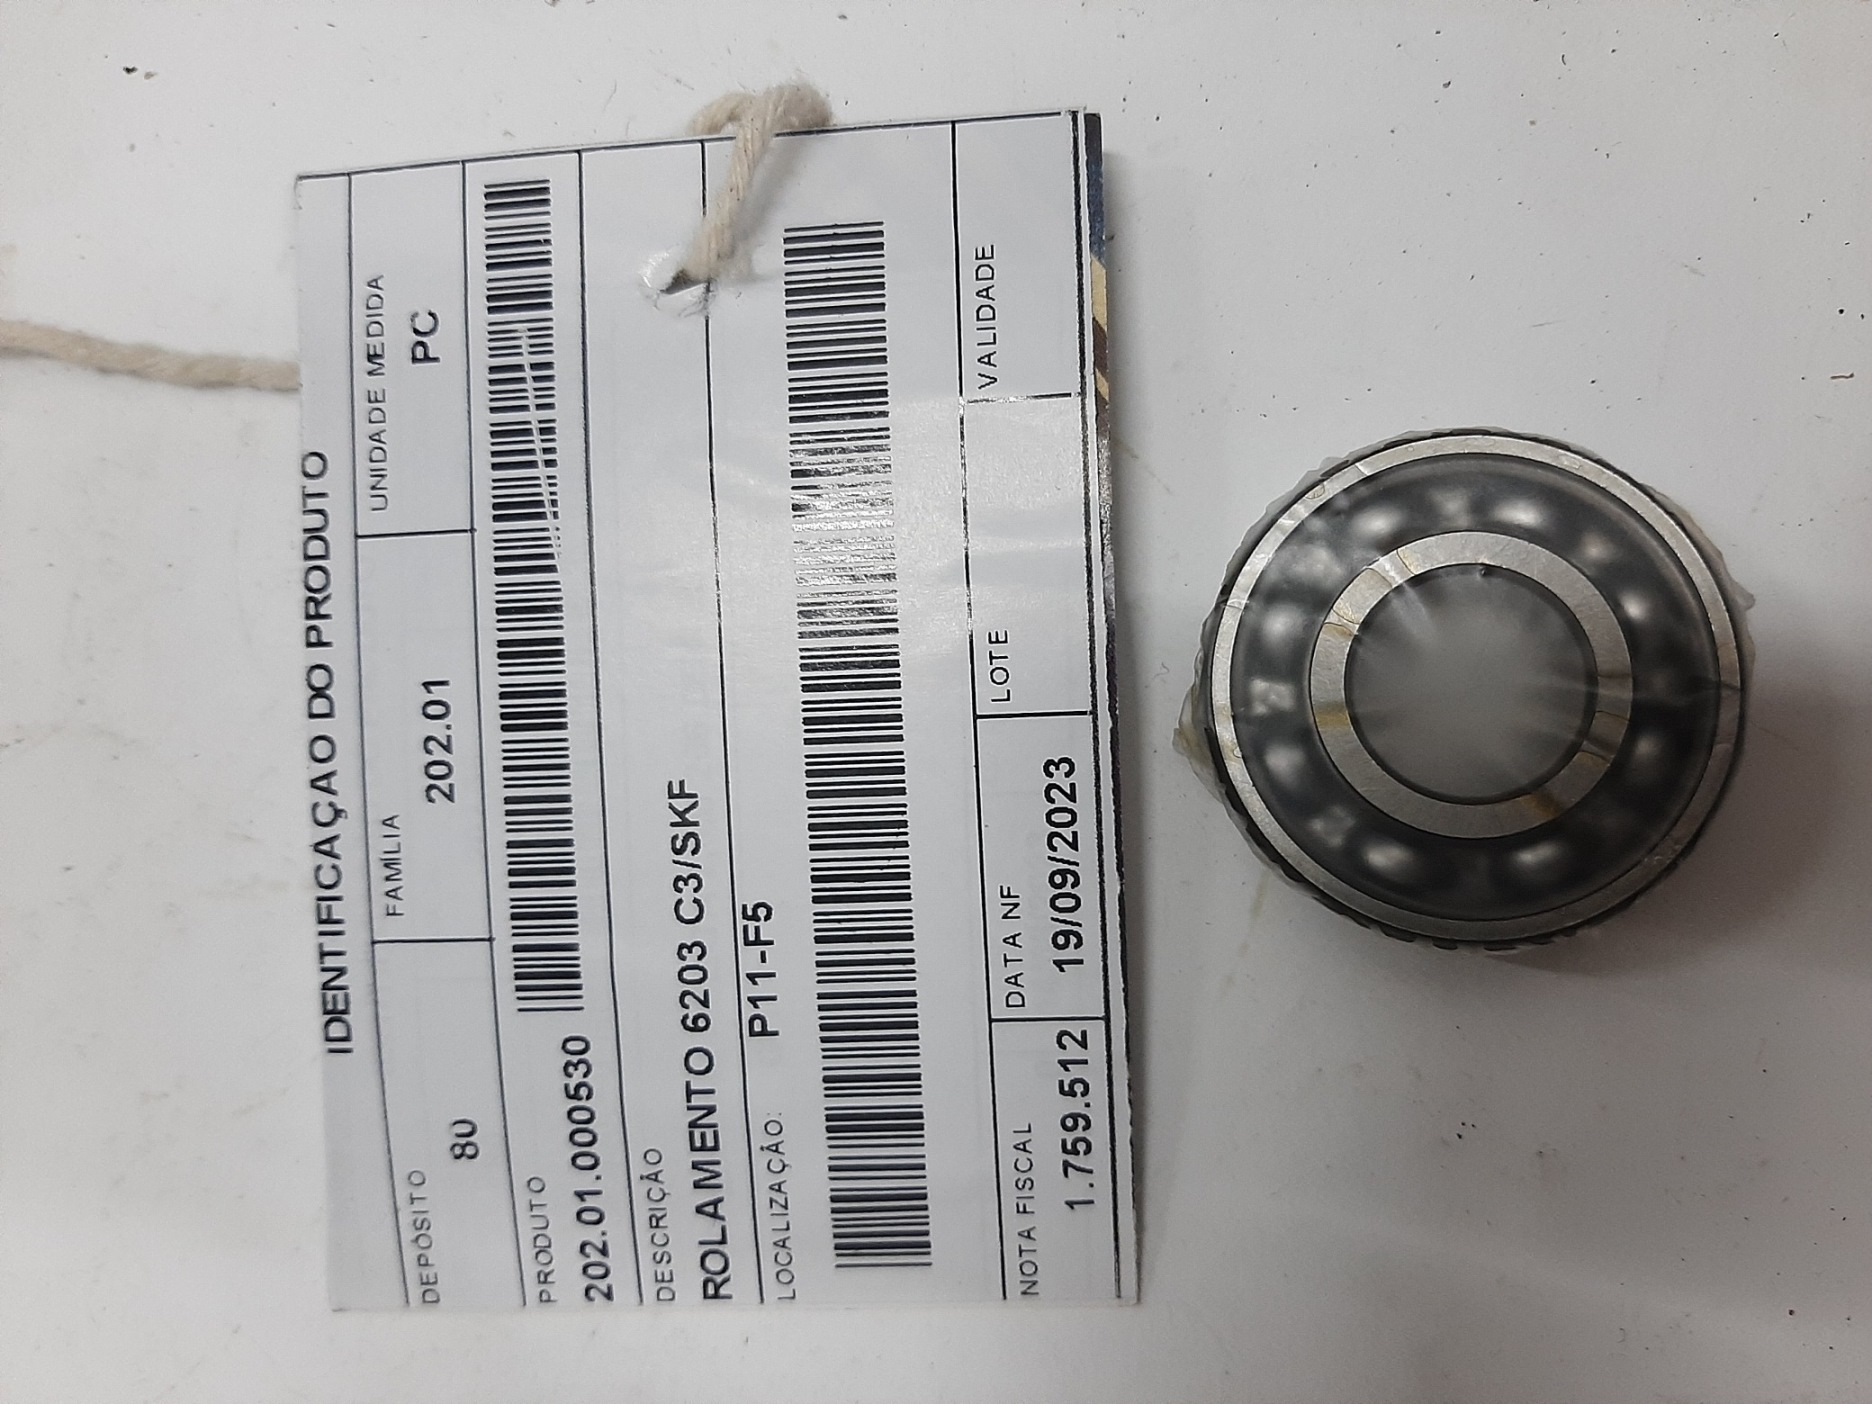 IDENTIFICAÇAO DO PRODUTO
DEPÓSITO
80
FAMÍLIA
202.01
UNIDADE MEDIDA
PC
PRODUTO
202.01.000530
DESCRIÇÃO
ROLAMENTO 6203 C3/SKF
LOCALIZAÇÃO: P11-F5
NOTA FISCAL
1.759.512
DATA NF
19/09/2023
LOTE
VALIDADE